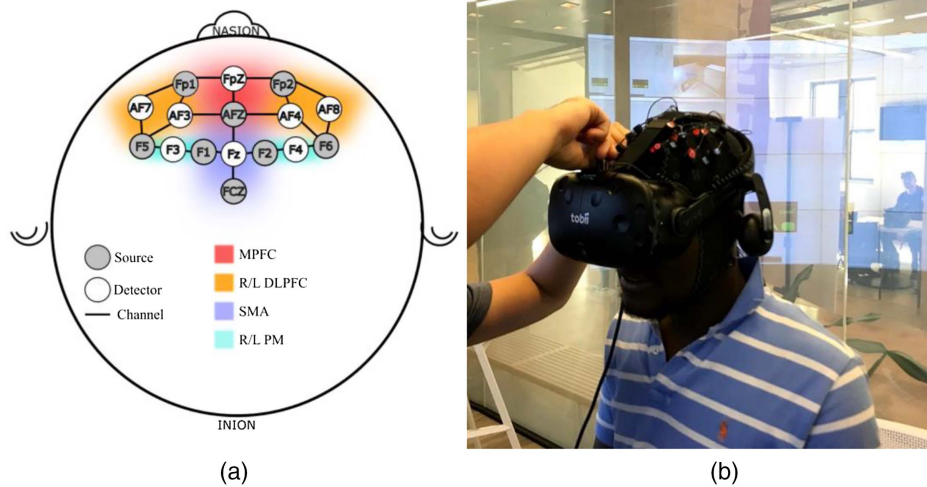 NASION
Fp1 FpZ Fp2
AF7 AF3 AFZ AF4 AF8
F5 F3 F1 Fz F2 F4 F6
FCZ
Source
Detector
Channel
MPFC
R/L DLPFC
SMA
R/L PM
INION
tobii
(a) (b)